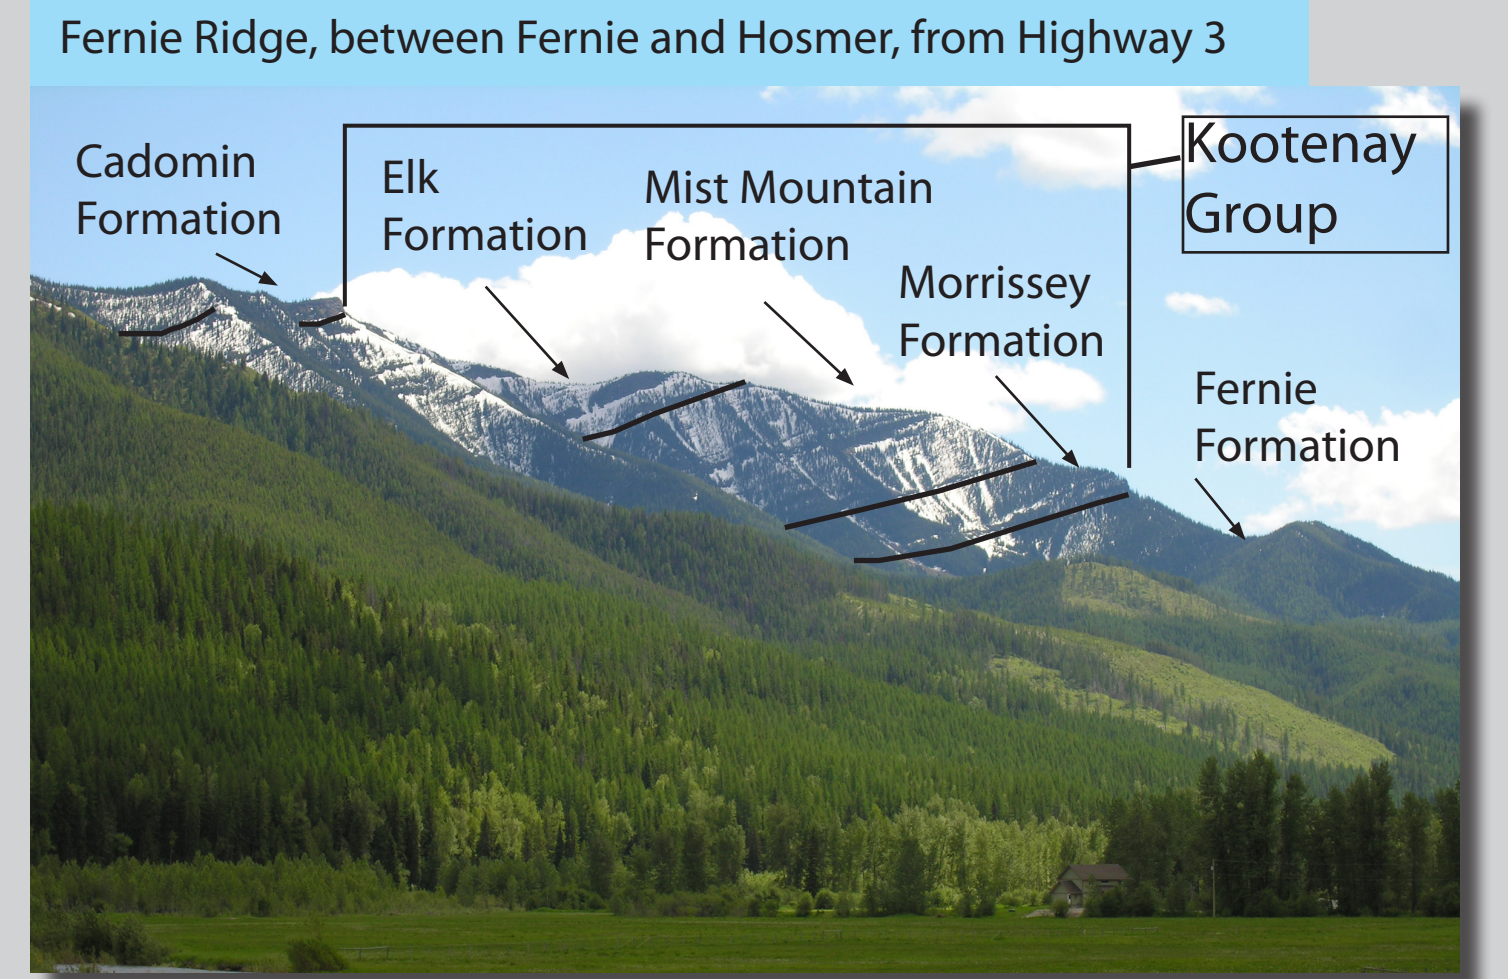 Fernie Ridge, between Fernie and Hosmer, from Highway 3
Cadomin
Formation
Elk
Formation
Mist Mountain
Formation
Morrissey
Formation
Kootenay
Group
Fernie
Formation